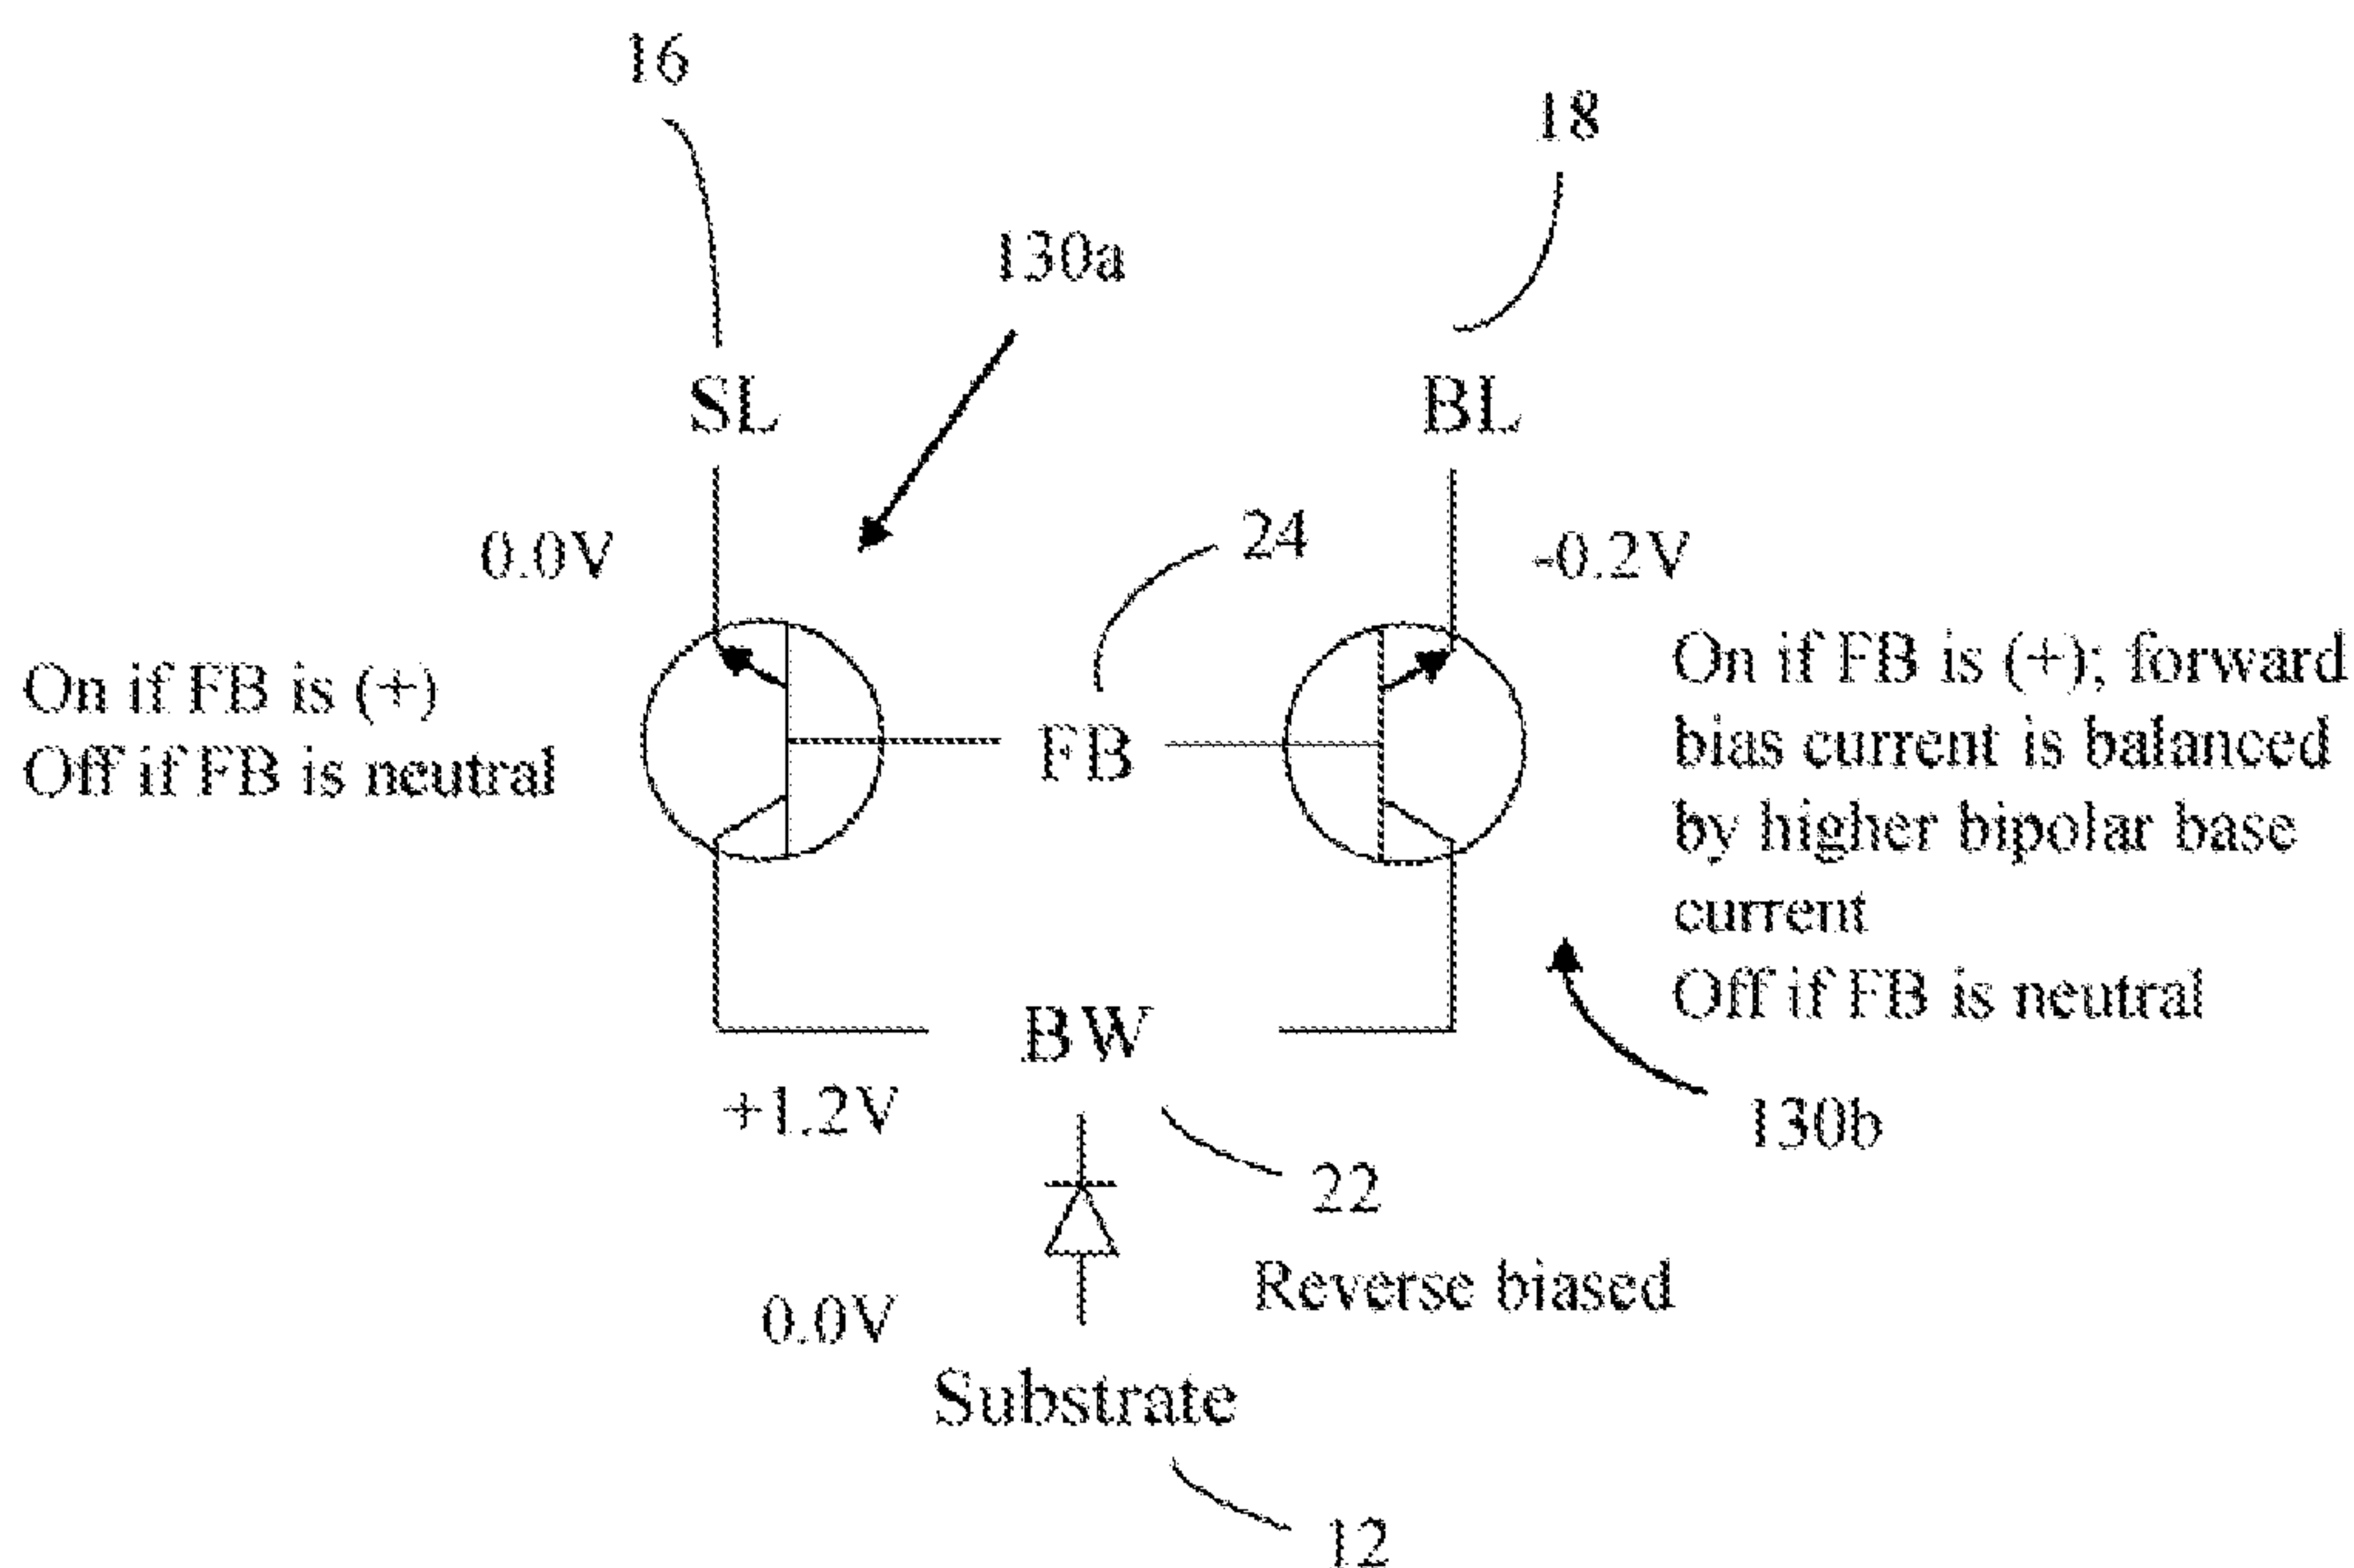 16
18
130a
SL
BL
0.0V
24
-0.2V
On if FB is (+)
Off if FB is neutral
FB
On if FB is (+); forward
bias current is balanced
by higher bipolar base
current
Off if FB is neutral
BW
+1.2V
130b
22
Reverse biased
0.0V
Substrate
12